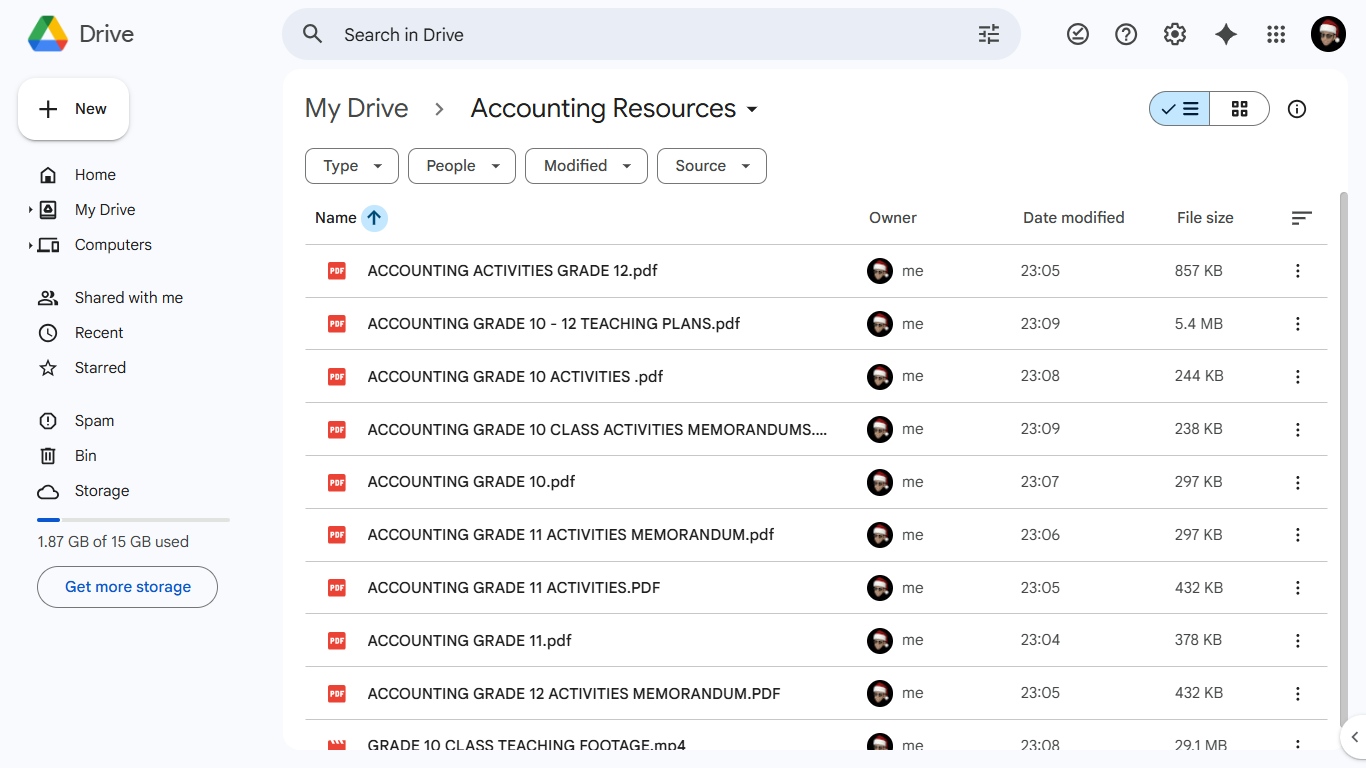 Drive
Search in Drive
New
Home
My Drive
Computers
Shared with me
Recent
Starred
Spam
Bin
Storage
1.87 GB of 15 GB used
Get more storage
My Drive > Accounting Resources
Type People Modified Source
Name Owner Date modified File size
PDF ACCOUNTING ACTIVITIES GRADE 12.pdf me 23:05 857 KB
PDF ACCOUNTING GRADE 10 - 12 TEACHING PLANS.pdf me 23:09 5.4 MB
PDF ACCOUNTING GRADE 10 ACTIVITIES .pdf me 23:08 244 KB
PDF ACCOUNTING GRADE 10 CLASS ACTIVITIES MEMORANDUMS.... me 23:09 238 KB
PDF ACCOUNTING GRADE 10.pdf me 23:07 297 KB
PDF ACCOUNTING GRADE 11 ACTIVITIES MEMORANDUM.pdf me 23:06 297 KB
PDF ACCOUNTING GRADE 11 ACTIVITIES.PDF me 23:05 432 KB
PDF ACCOUNTING GRADE 11.pdf me 23:04 378 KB
PDF ACCOUNTING GRADE 12 ACTIVITIES MEMORANDUM.PDF me 23:05 432 KB
GRADE 10 CLASS TEACHING FOOTAGE.mp4 me 23:08 29.1 MB